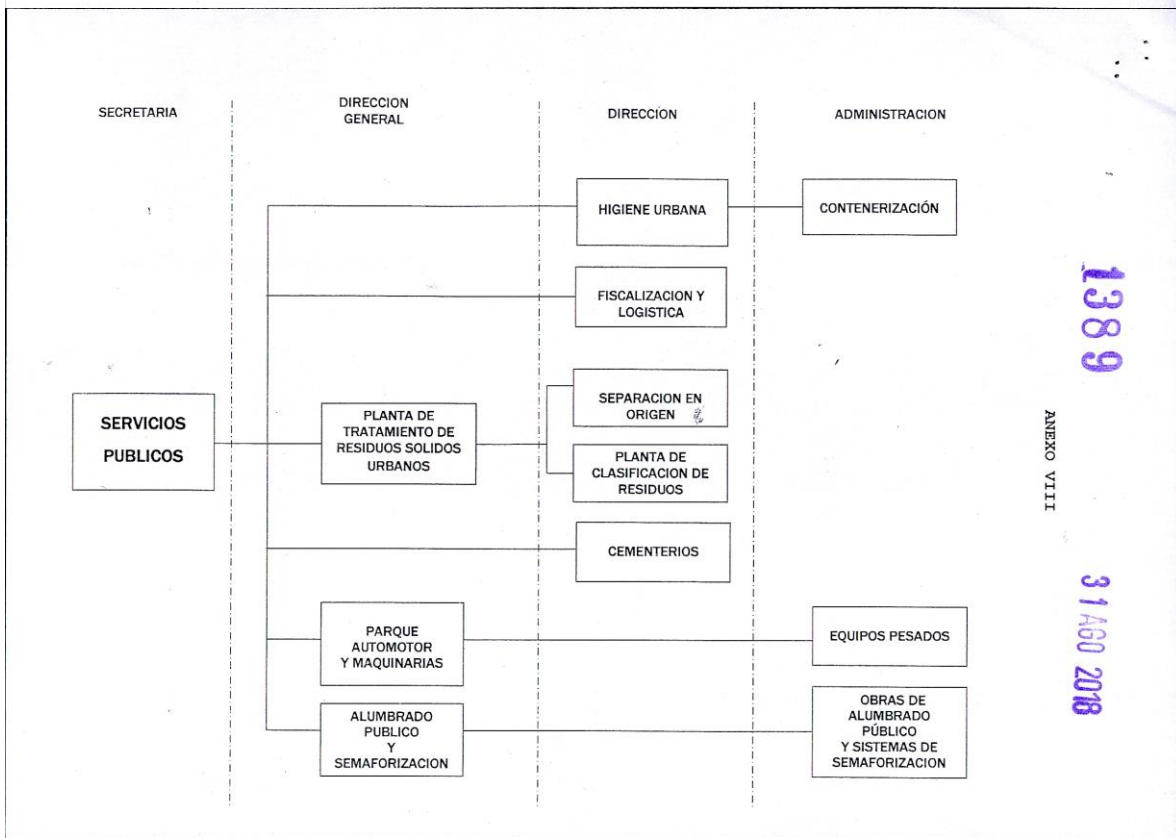 SECRETARIA
DIRECCION
GENERAL
DIRECCION
ADMINISTRACION
HIGIENE URBANA
CONTENERIZACIÓN
FISCALIZACION Y
LOGISTICA
SERVICIOS
PUBLICOS
PLANTA DE
TRATAMIENTO DE
RESIDUOS SOLIDOS
URBANOS
SEPARACION EN
ORIGEN
PLANTA DE
CLASIFICACION DE
RESIDUOS
CEMENTERIOS
PARQUE
AUTOMOTOR
Y MAQUINARIAS
EQUIPOS PESADOS
ALUMBRADO
PUBLICO
Y
SEMAFORIZACION
OBRAS DE
ALUMBRADO
PÚBLICO
Y SISTEMAS DE
SEMAFORIZACION
1389
ANEXO VIII
31 AGO 2018